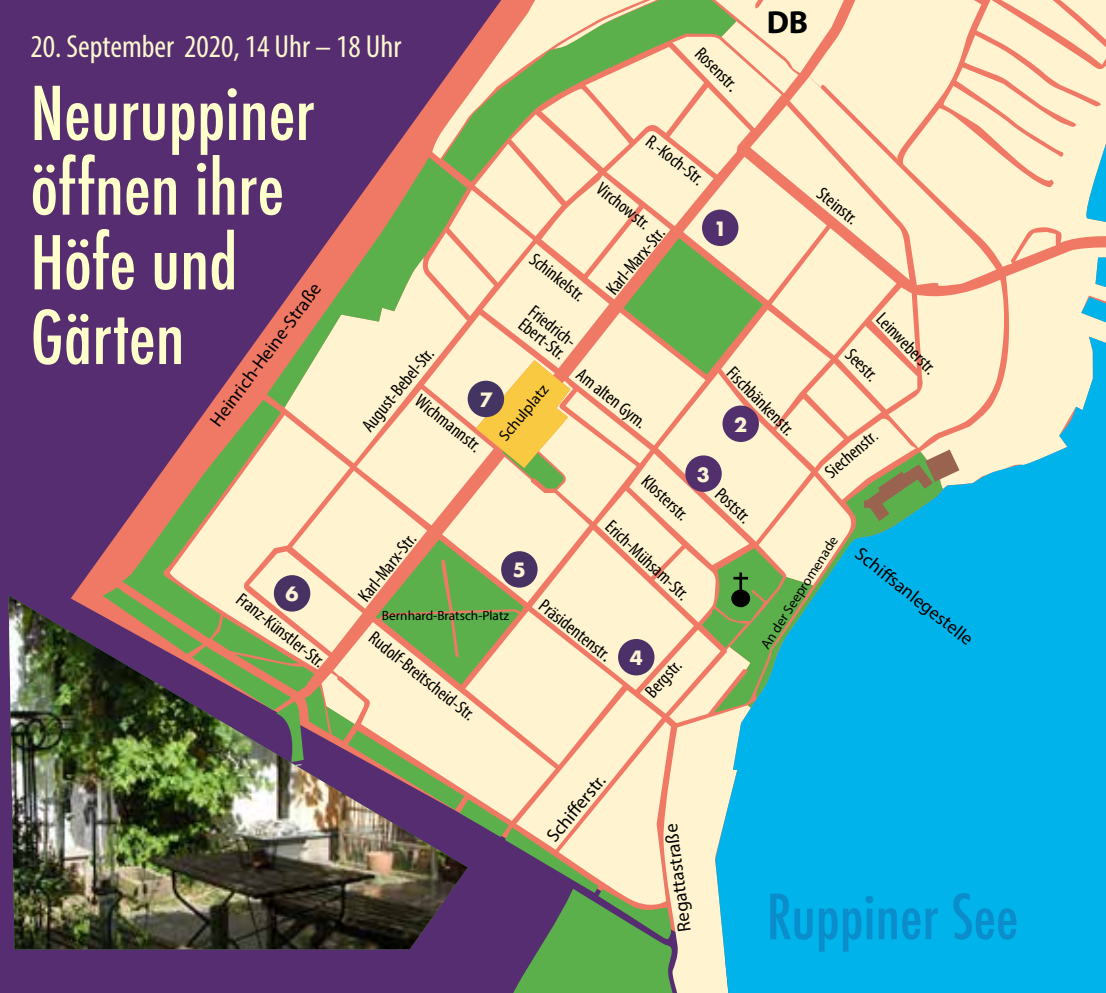 20. September 2020, 14 Uhr – 18 Uhr
Neuruppiner
öffnen ihre
Höfe und
Gärten
DB
Rosenstr.
R.-Koch-Str.
Virchowstr.
Karl-Marx-Str.
Steinstr.
1
Schinkelstr.
Friedrich-
Ebert-Str.
Heinrich-Heine-Straße
August-Bebel-Str.
Wichmannstr.
7
Schulplatz
Am alten Gym.
Fischbänkenstr.
2
Leinweberstr.
Seestr.
Siechenstr.
3
Poststr.
Klosterstr.
Erich-Mühsam-Str.
Karl-Marx-Str.
5
6
Franz-Künstler-Str.
Bernhard-Bratsch-Platz
Rudolf-Breitscheid-Str.
Präsidentenstr.
4
Bergstr.
An der Seepromenade
Schiffsanlegestelle
Schifferstr.
Regattastraße
Ruppiner See